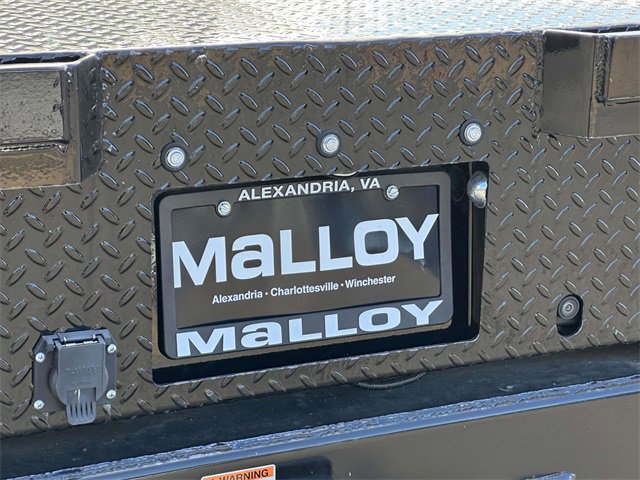 ALEXANDRIA, VA
MaLLOY
Alexandria • Charlottesville • Winchester
MaLLOY
WARNING